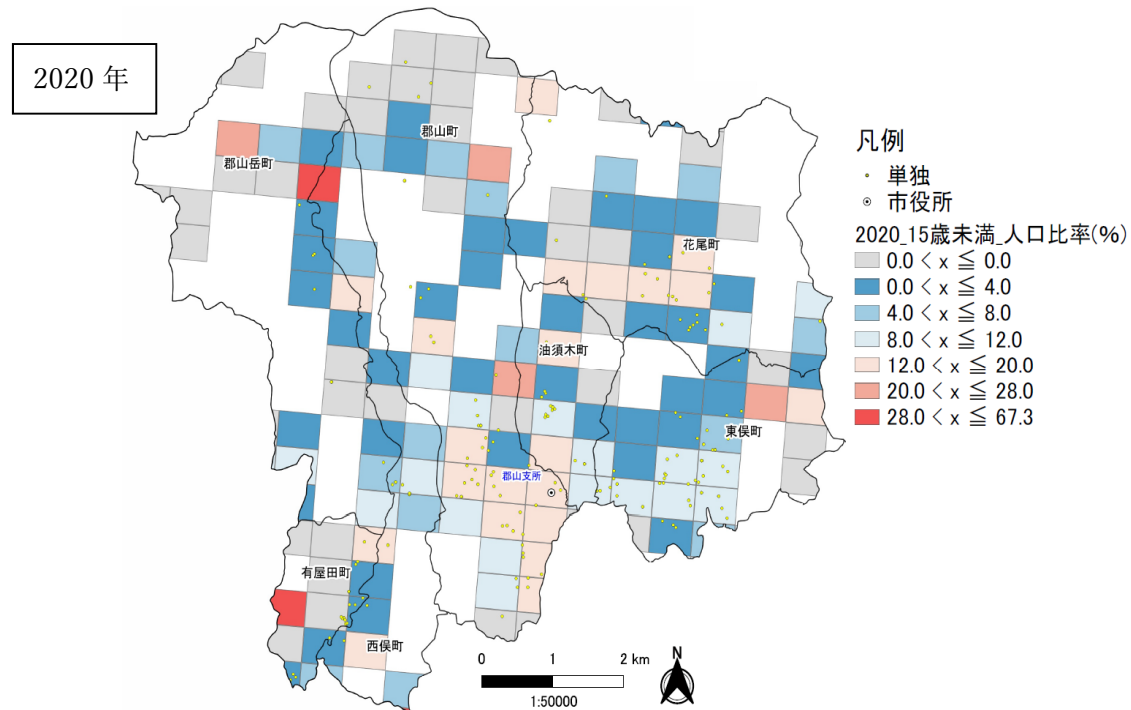 2020 年
郡山町
郡山岳町
花尾町
油須木町
東俣町
郡山支所
有屋田町
西俣町
凡例
単独
市役所
2020_15歳未満_人口比率(%)
0.0 < x ≦ 0.0
0.0 < x ≦ 4.0
4.0 < x ≦ 8.0
8.0 < x ≦ 12.0
12.0 < x ≦ 20.0
20.0 < x ≦ 28.0
28.0 < x ≦ 67.3
0 1 2 km
1:50000
N